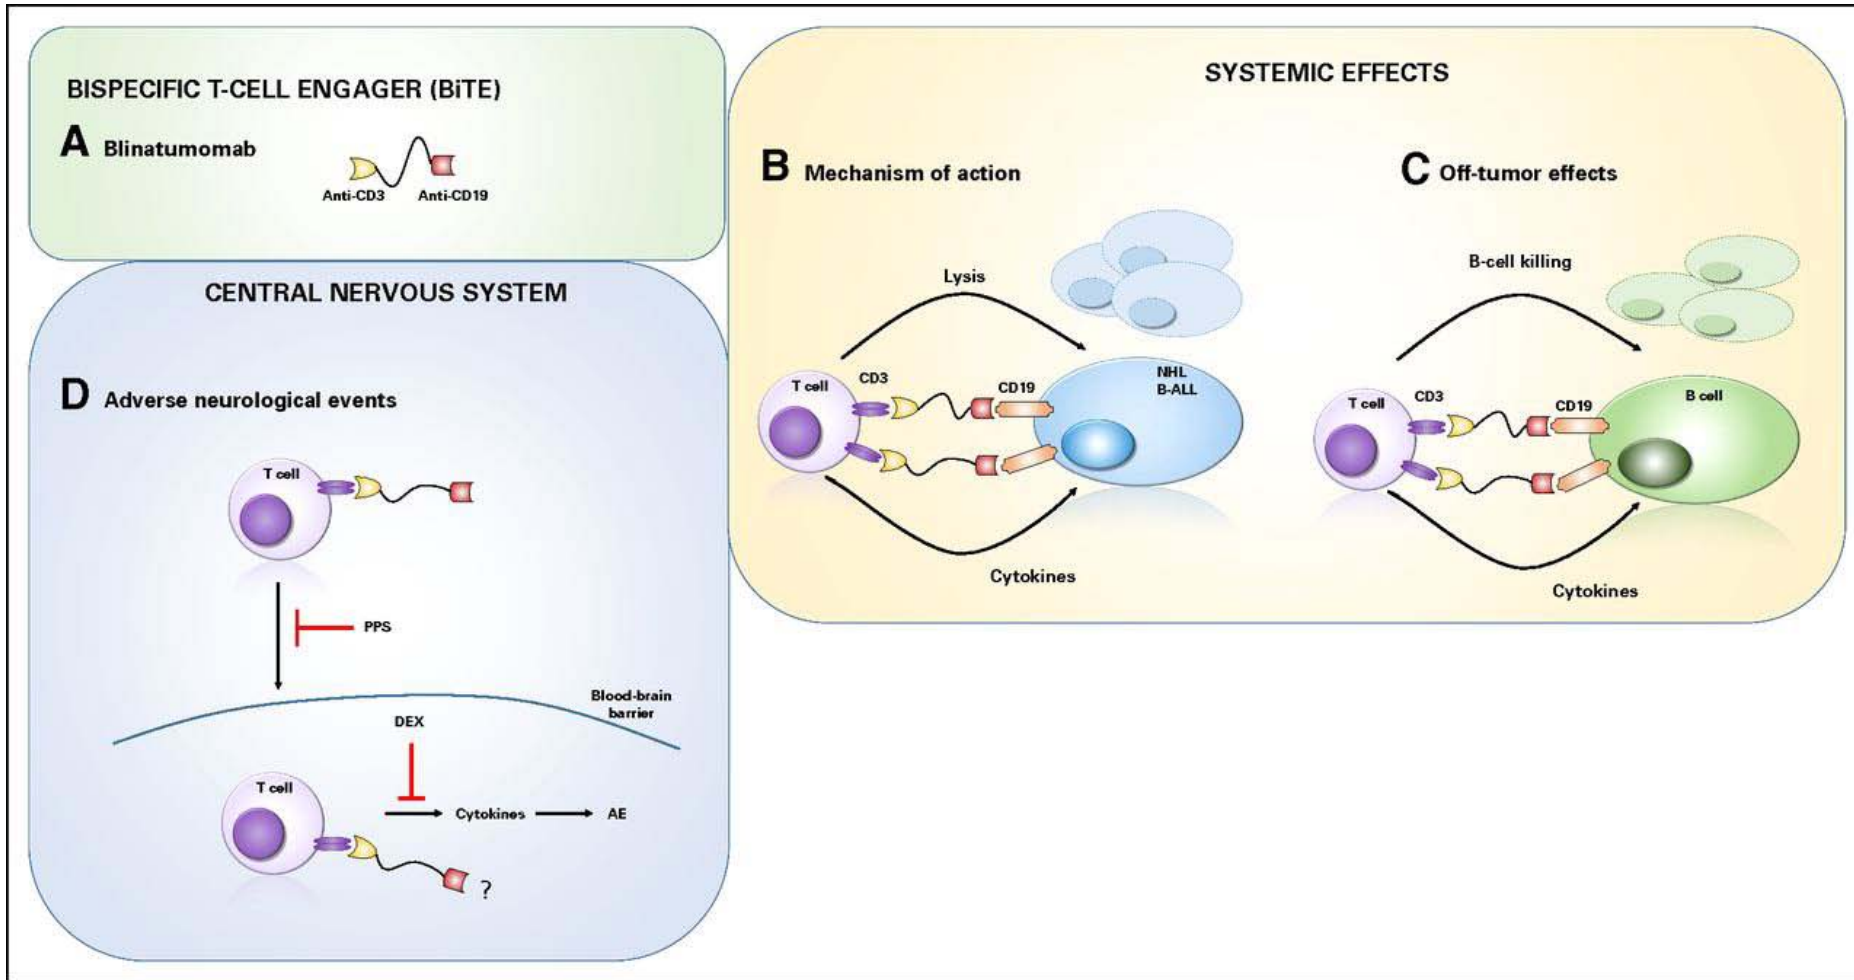 BISPECIFIC T-CELL ENGAGER (BiTE)
A Blinatumomab
Anti-CD3 Anti-CD19
SYSTEMIC EFFECTS
B Mechanism of action
Lysis
T cell
CD3
CD19
NHL
B-ALL
Cytokines
C Off-tumor effects
B-cell killing
T cell
CD3
CD19
B cell
Cytokines
CENTRAL NERVOUS SYSTEM
D Adverse neurological events
T cell
PPS
Blood-brain
barrier
DEX
T cell
Cytokines
AE
?